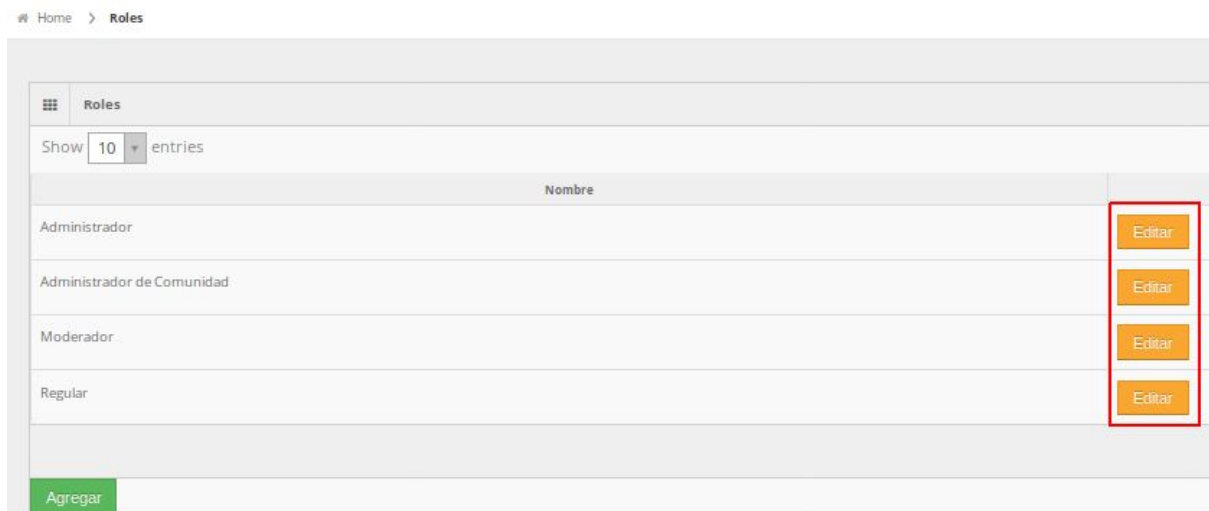 Home > Roles
Roles
Show 10 entries
Nombre
Administrador Editar
Administrador de Comunidad Editar
Moderador Editar
Regular Editar
Agregar